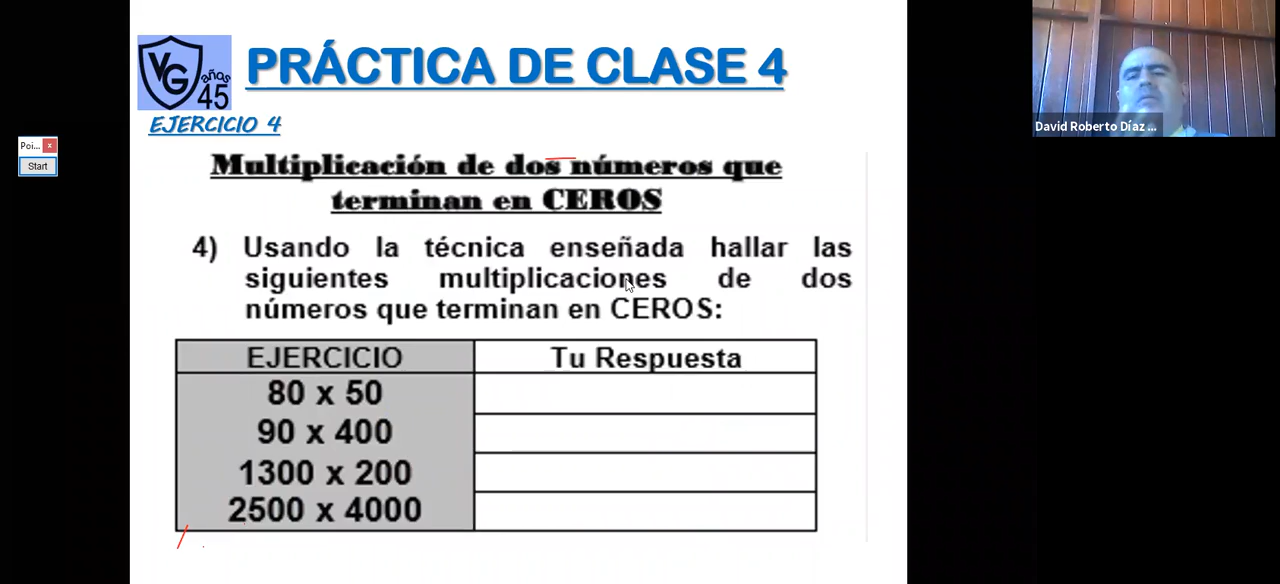 VG
años
45
PRÁCTICA DE CLASE 4
EJERCICIO 4
Poi... x
Start
David Roberto Díaz ...
Multiplicación de dos números que
terminan en CEROS
4) Usando la técnica enseñada hallar las
siguientes multiplicaciones de dos
números que terminan en CEROS:
EJERCICIO Tu Respuesta
80 x 50
90 x 400
1300 x 200
2500 x 4000